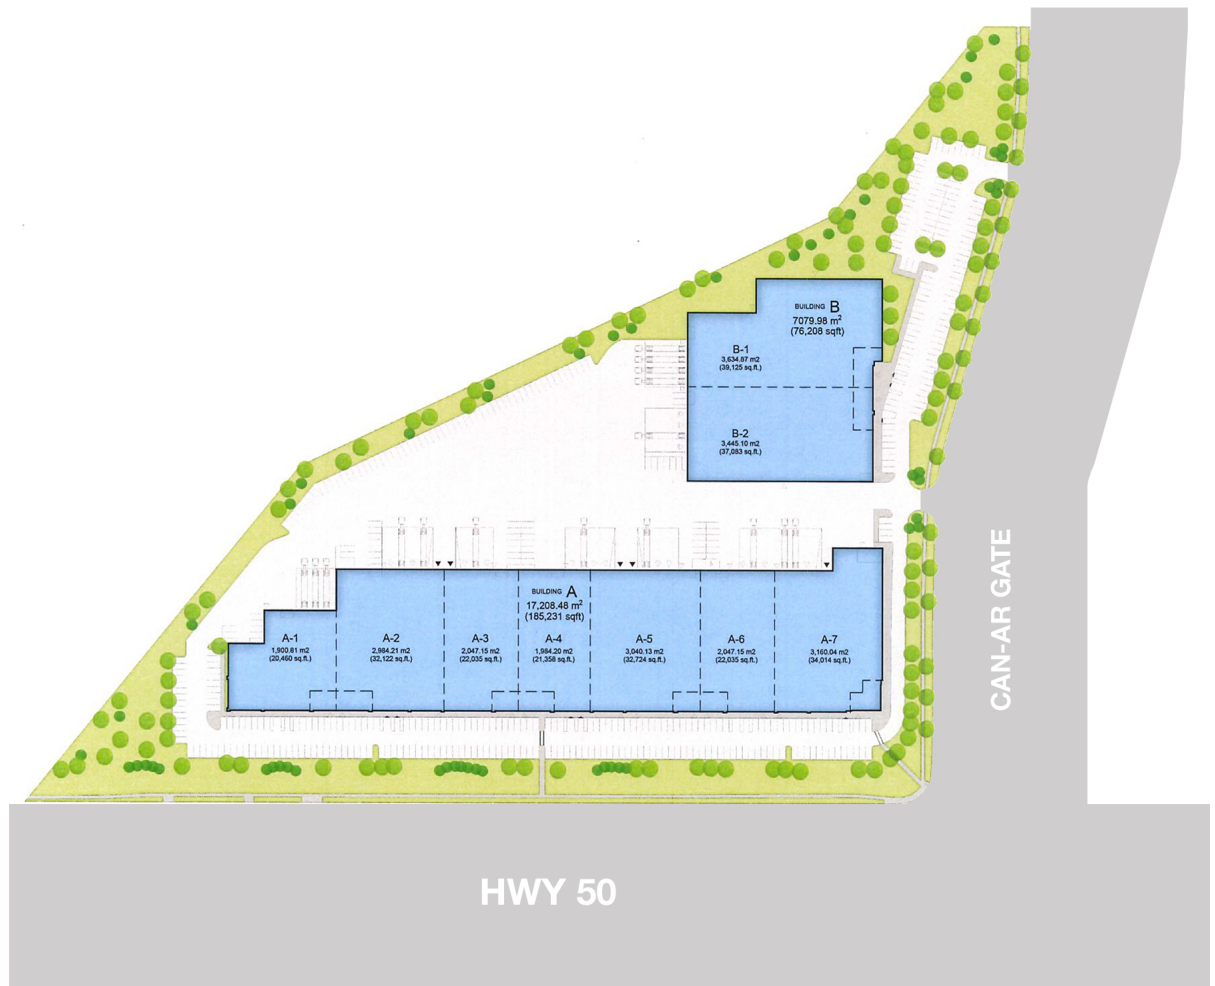 BUILDING B
7079.98 m²
(76,208 sqft)
B-1
3,634.87 m2
(39,125 sq.ft.)
B-2
3,445.10 m2
(37,083 sq.ft.)
BUILDING A
17,208.48 m²
(185,231 sqft)
A-1
1,900.81 m2
(20,460 sq.ft.)
A-2
2,984.21 m2
(32,122 sq.ft.)
A-3
2,047.15 m2
(22,035 sq.ft.)
A-4
1,984.20 m2
(21,358 sq.ft.)
A-5
3,040.13 m2
(32,724 sq.ft.)
A-6
2,047.15 m2
(22,035 sq.ft.)
A-7
3,160.04 m2
(34,014 sq.ft.)
CAN-AR GATE
HWY 50